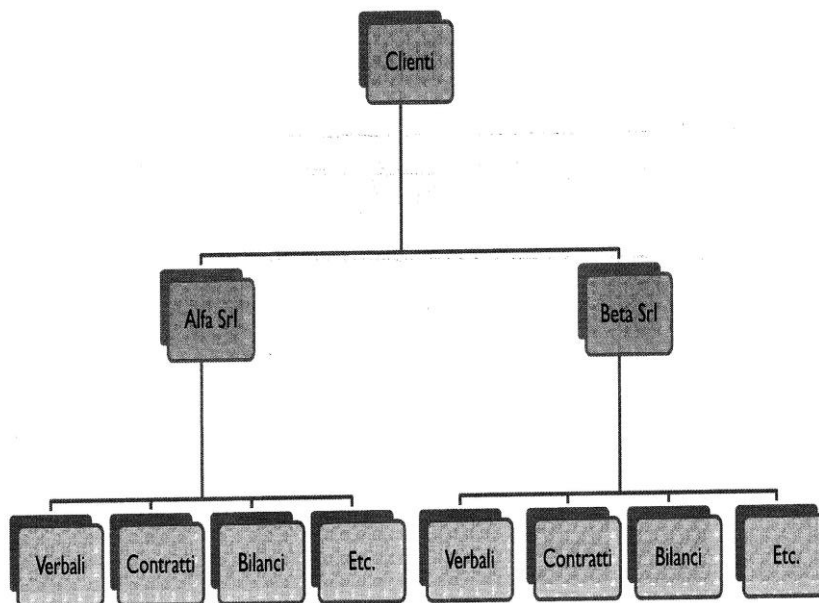 Clienti
Alfa Srl
Beta Srl
Verbali
Contratti
Bilanci
Etc.
Verbali
Contratti
Bilanci
Etc.